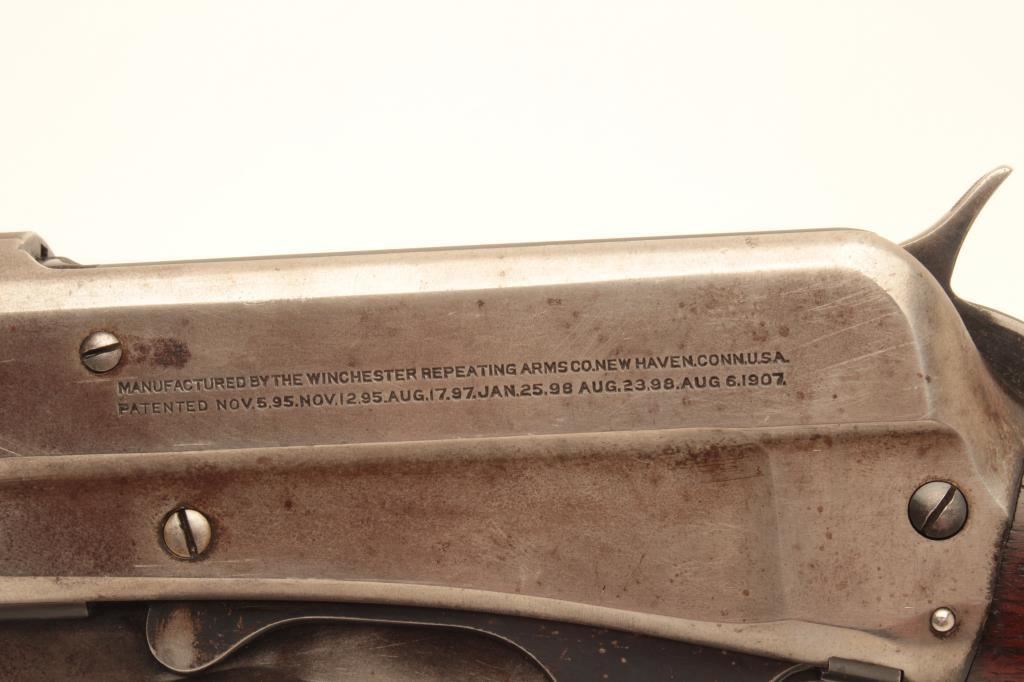 MANUFACTURED BY THE WINCHESTER REPEATING ARMS CO. NEW HAVEN. CONN. U.S.A.
PATENTED NOV. 5, 95. NOV. 12. 95. AUG. 17. 97. JAN. 25. 98 AUG. 23. 98. AUG 6. 1907.